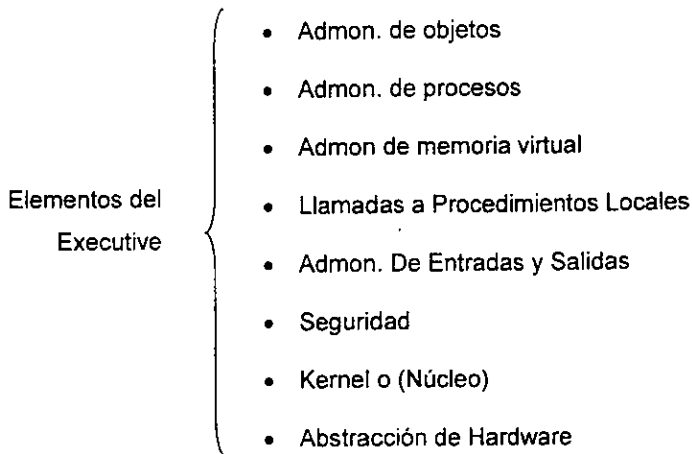 Elementos del
Executive
• Admon. de objetos
• Admon. de procesos
• Admon de memoria virtual
• Llamadas a Procedimientos Locales
• Admon. De Entradas y Salidas
• Seguridad
• Kernel o (Núcleo)
• Abstracción de Hardware